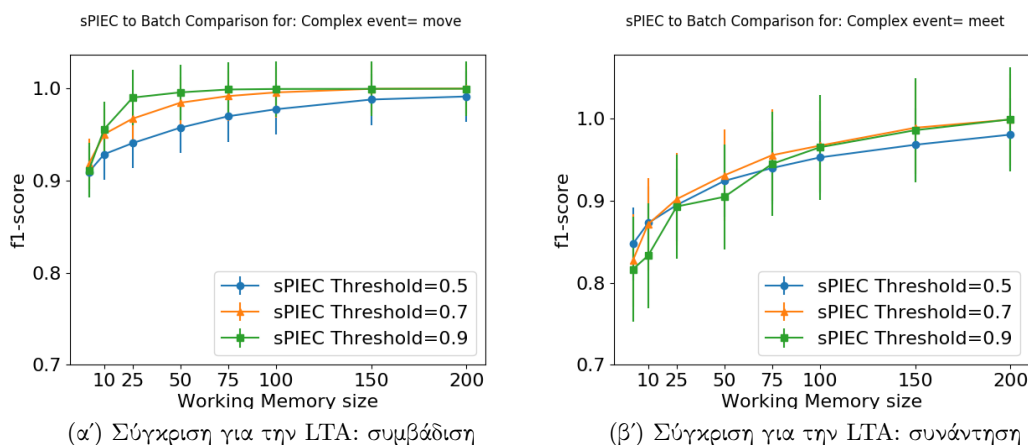 sPIEC to Batch Comparison for: Complex event= move
1.0
0.9
0.8
0.7
f1-score
sPIEC Threshold=0.5
sPIEC Threshold=0.7
sPIEC Threshold=0.9
10 25 50 75 100 150 200
Working Memory size
(α΄) Σύγκριση για την LTA: συμβάδιση
sPIEC to Batch Comparison for: Complex event= meet
1.0
0.9
0.8
0.7
f1-score
sPIEC Threshold=0.5
sPIEC Threshold=0.7
sPIEC Threshold=0.9
10 25 50 75 100 150 200
Working Memory size
(β΄) Σύγκριση για την LTA: συνάντηση